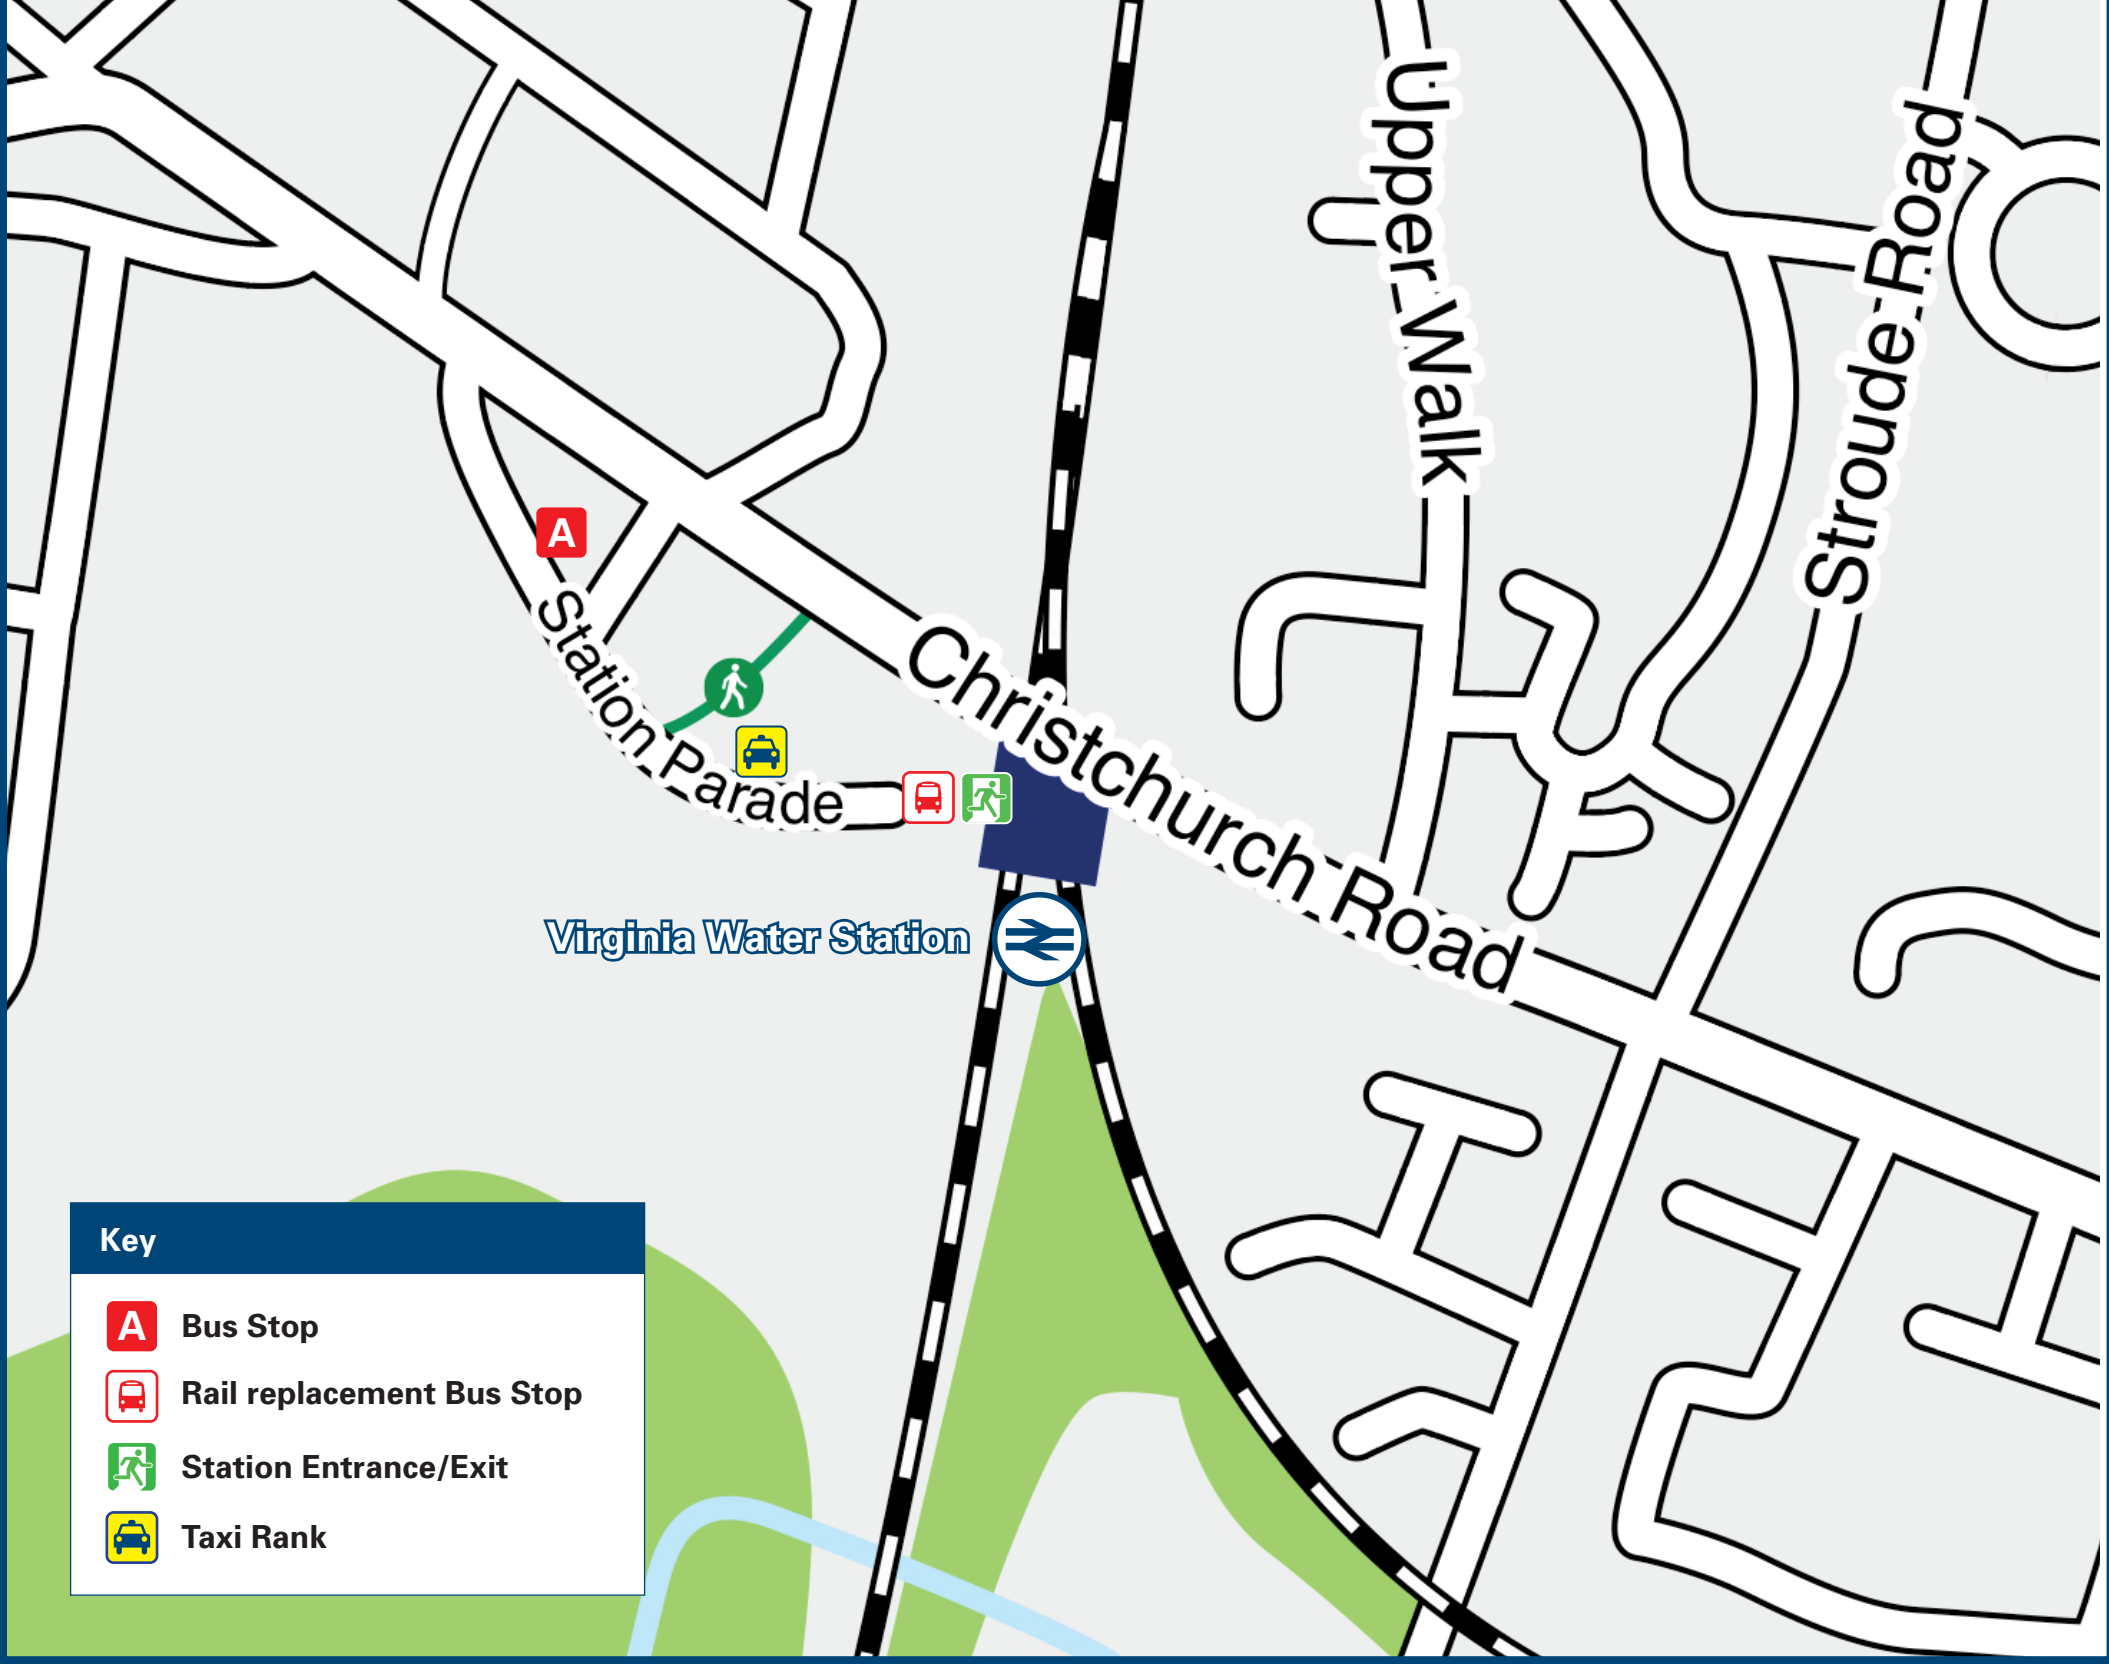 Upper Walk
Stroude Road
A
Station Parade
Christchurch Road
Virginia Water Station
Key
A Bus Stop
Rail replacement Bus Stop
Station Entrance/Exit
Taxi Rank